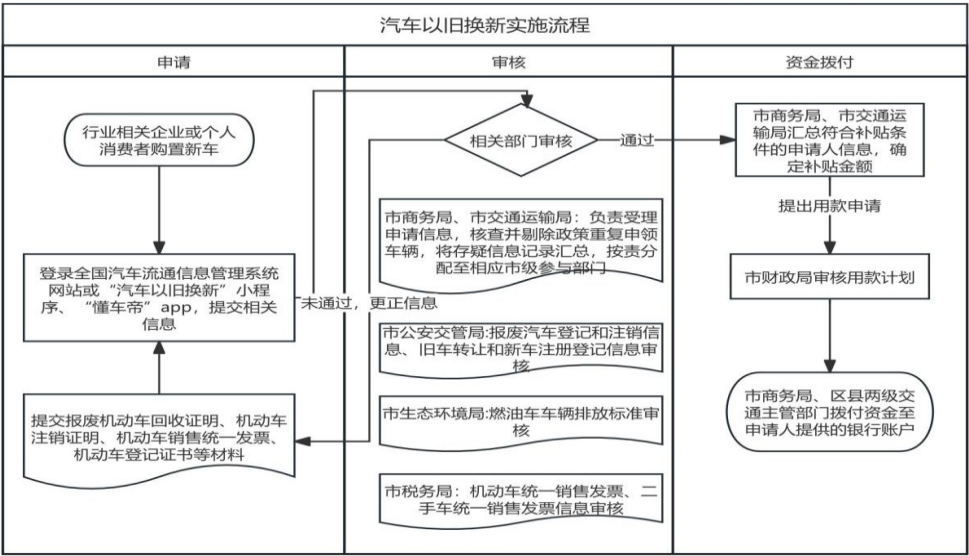 汽车以旧换新实施流程
申请
审核
资金拨付
行业相关企业或个人
消费者购置新车
登录全国汽车流通信息管理系统
网站或“汽车以旧换新”小程
序、“懂车帝”app，提交相关
信息
提交报废机动车回收证明、机动车
注销证明、机动车销售统一发票、
机动车登记证书等材料
未通过，更正信息
相关部门审核
通过
市商务局、市交通运输局：负责受理
申请信息，核查并剔除政策重复申领
车辆，将存疑信息记录汇总，按责分
配至相应市级参与部门
市公安交管局:报废汽车登记和注销信
息、旧车转让和新车注册登记信息审
核
市生态环境局:燃油车车辆排放标准审
核
市税务局：机动车统一销售发票、二
手车统一销售发票信息审核
市商务局、市交通运
输局汇总符合补贴条
件的申请人信息，确
定补贴金额
提出用款申请
市财政局审核用款计划
市商务局、区县两级交
通主管部门拨付资金至
申请人提供的银行账户